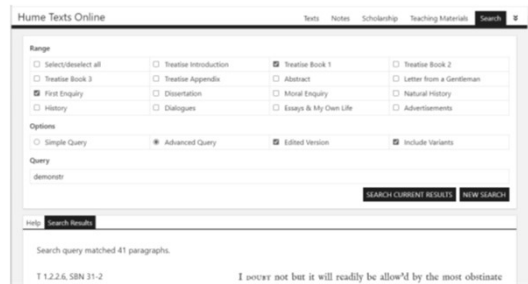 Hume Texts Online Texts Notes Scholarship Teaching Materials Search
Range
Select/deselect all Treatise Introduction Treatise Book 1 Treatise Book 2
Treatise Book 3 Treatise Appendix Abstract Letter from a Gentleman
First Enquiry Dissertation Moral Enquiry Natural History
History Dialogues Essays & My Own Life Advertisements
Options
Simple Query Advanced Query Edited Version Include Variants
Query
demonstr
SEARCH CURRENT RESULTS NEW SEARCH
Help Search Results
Search query matched 41 paragraphs.
T 1.2.2.6, SBN 31-2 I DOUBT not but it will readily be allow'd by the most obstinate